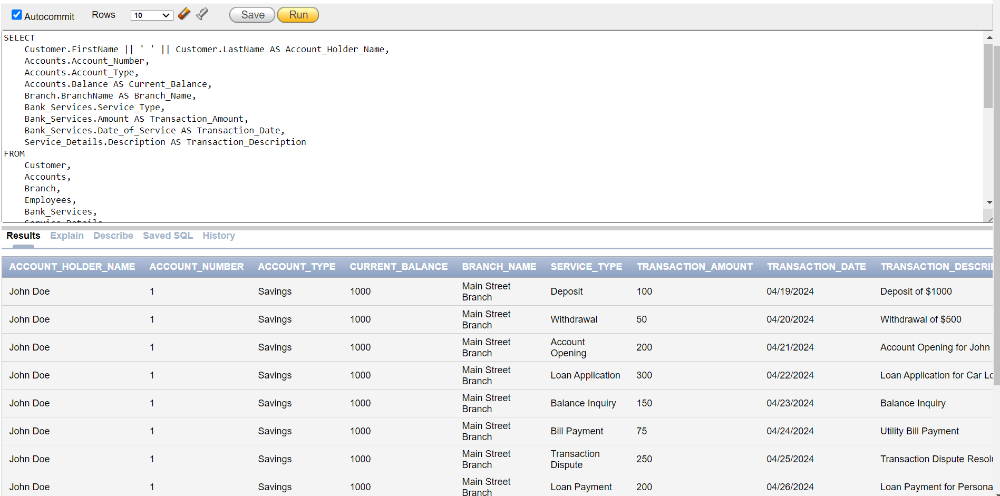 Autocommit Rows 10 Save Run
SELECT
Customer.FirstName || ' ' || Customer.LastName AS Account_Holder_Name,
Accounts.Account_Number,
Accounts.Account_Type,
Accounts.Balance AS Current_Balance,
Branch.BranchName AS Branch_Name,
Bank_Services.Service_Type,
Bank_Services.Amount AS Transaction_Amount,
Bank_Services.Date_of_Service AS Transaction_Date,
Service_Details.Description AS Transaction_Description
FROM
Customer,
Accounts,
Branch,
Employees,
Bank_Services,
Service_Details
Results Explain Describe Saved SQL History
ACCOUNT_HOLDER_NAME ACCOUNT_NUMBER ACCOUNT_TYPE CURRENT_BALANCE BRANCH_NAME SERVICE_TYPE TRANSACTION_AMOUNT TRANSACTION_DATE TRANSACTION_DESCRI
John Doe 1 Savings 1000 Main Street Branch Deposit 100 04/19/2024 Deposit of $1000
John Doe 1 Savings 1000 Main Street Branch Withdrawal 50 04/20/2024 Withdrawal of $500
John Doe 1 Savings 1000 Main Street Branch Account Opening 200 04/21/2024 Account Opening for John
John Doe 1 Savings 1000 Main Street Branch Loan Application 300 04/22/2024 Loan Application for Car Lo
John Doe 1 Savings 1000 Main Street Branch Balance Inquiry 150 04/23/2024 Balance Inquiry
John Doe 1 Savings 1000 Main Street Branch Bill Payment 75 04/24/2024 Utility Bill Payment
John Doe 1 Savings 1000 Main Street Branch Transaction Dispute 250 04/25/2024 Transaction Dispute Resol
John Doe 1 Savings 1000 Main Street Branch Loan Payment 200 04/26/2024 Loan Payment for Persona